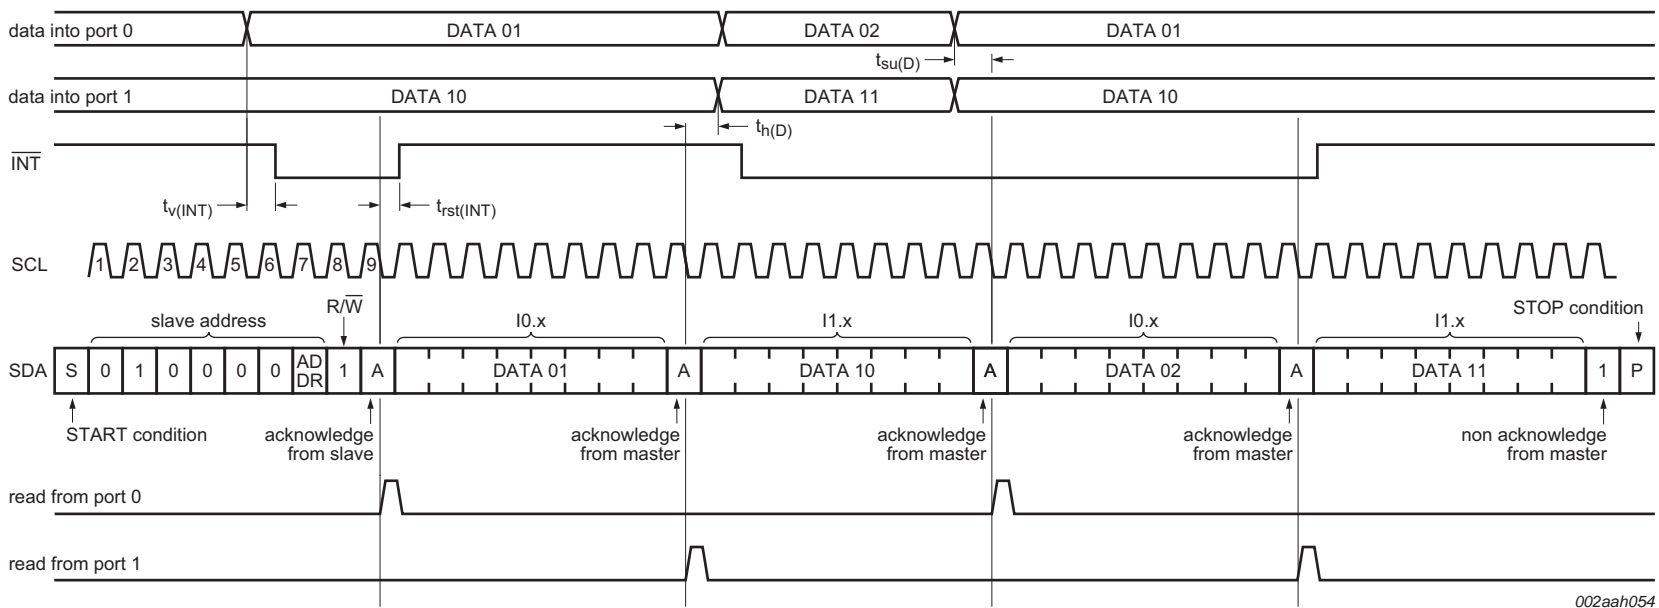 data into port 0 DATA 01 DATA 02 DATA 01
tsu(D)
data into port 1 DATA 10 DATA 11 DATA 10
th(D)
INT
tv(INT) trst(INT)
SCL 1 2 3 4 5 6 7 8 9
R/W STOP condition
slave address I0.x I1.x I0.x I1.x
SDA S 0 1 0 0 0 0 AD DR 1 A DATA 01 A DATA 10 A DATA 02 A DATA 11 1 P
START condition
acknowledge
from slave
acknowledge
from master
acknowledge
from master
acknowledge
from master
non acknowledge
from master
read from port 0
read from port 1
002aah054